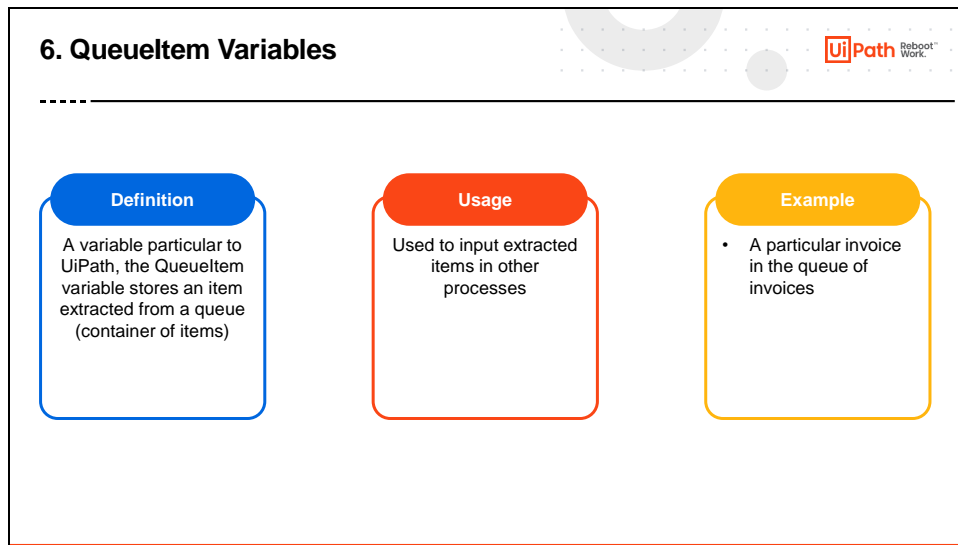 6. QueueItem Variables
UiPath Reboot™
Work.
Definition
A variable particular to
UiPath, the QueueItem
variable stores an item
extracted from a queue
(container of items)
Usage
Used to input extracted
items in other
processes
Example
• A particular invoice
in the queue of
invoices